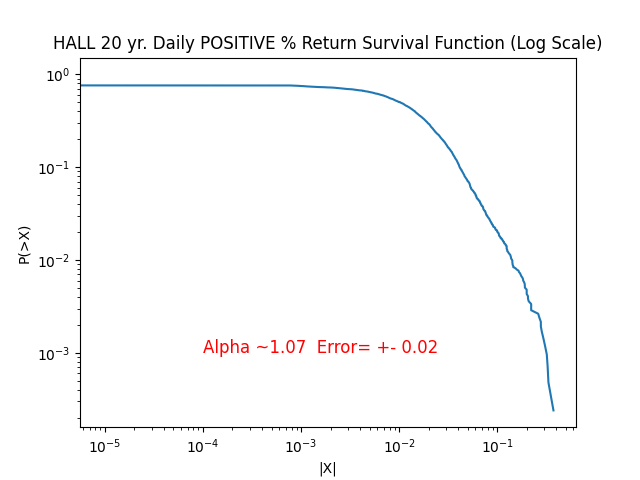 HALL 20 yr. Daily POSITIVE % Return Survival Function (Log Scale)
10⁰
10⁻¹
10⁻²
10⁻³
P(>X)
Alpha ~1.07  Error= +- 0.02
10⁻⁵ 10⁻⁴ 10⁻³ 10⁻² 10⁻¹
|X|